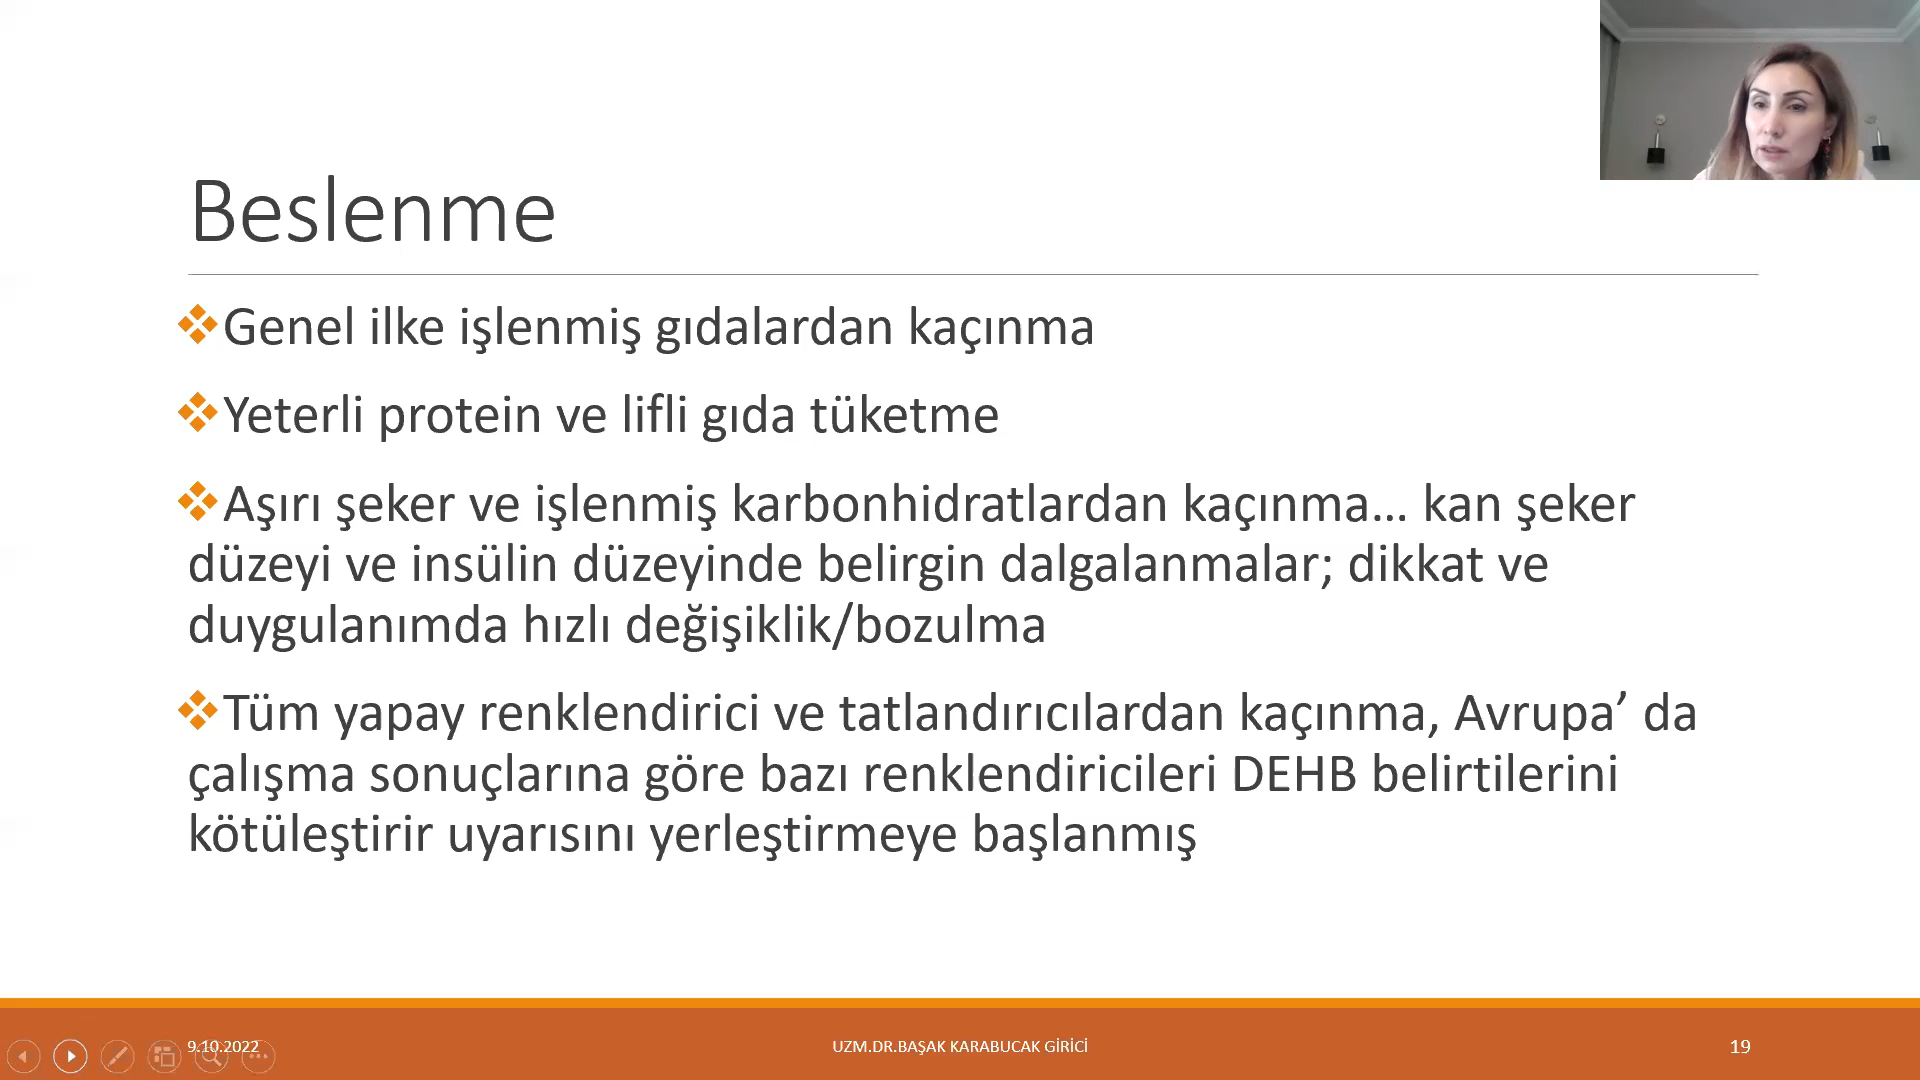 Beslenme
Genel ilke işlenmiş gıdalardan kaçınma
Yeterli protein ve lifli gıda tüketme
Aşırı şeker ve işlenmiş karbonhidratlardan kaçınma… kan şeker
düzeyi ve insülin düzeyinde belirgin dalgalanmalar; dikkat ve
duygulanımda hızlı değişiklik/bozulma
Tüm yapay renklendirici ve tatlandırıcılardan kaçınma, Avrupa’ da
çalışma sonuçlarına göre bazı renklendiricileri DEHB belirtilerini
kötüleştirir uyarısını yerleştirmeye başlanmış
9.10.2022
UZM.DR.BAŞAK KARABUCAK GİRİCİ
19